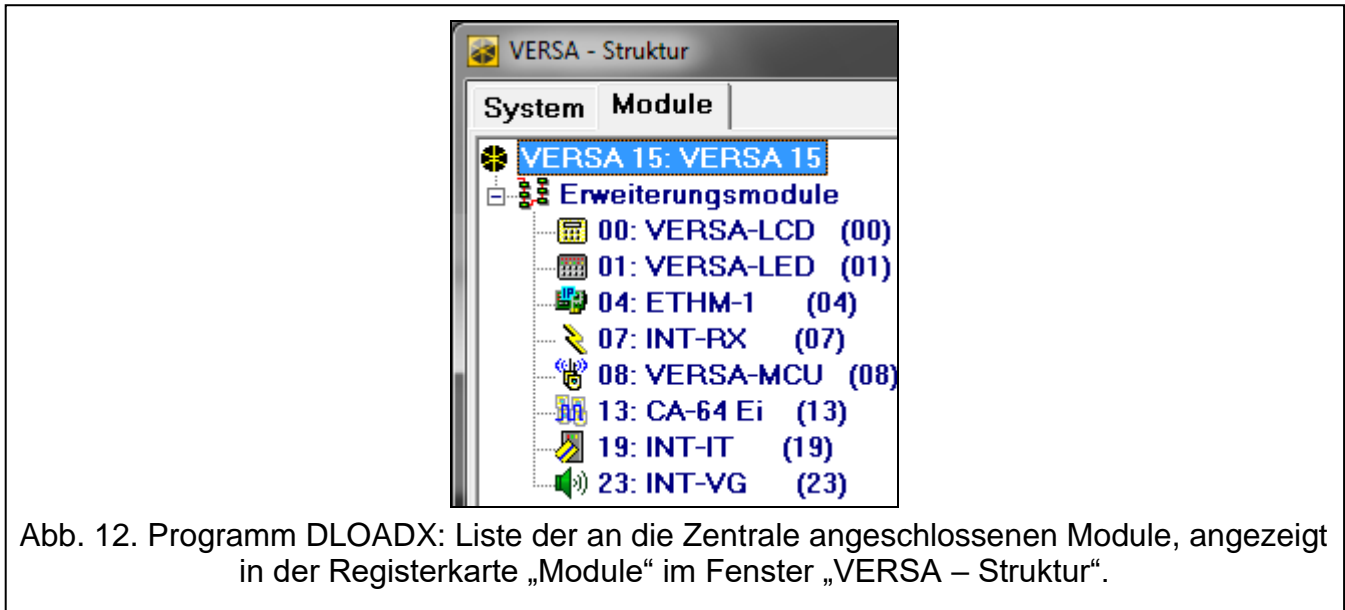 VERSA - Struktur
System Module
VERSA 15: VERSA 15
Erweiterungsmodule
00: VERSA-LCD (00)
01: VERSA-LED (01)
04: ETHM-1 (04)
07: INT-RX (07)
08: VERSA-MCU (08)
13: CA-64 Ei (13)
19: INT-IT (19)
23: INT-VG (23)
Abb. 12. Programm DLOADX: Liste der an die Zentrale angeschlossenen Module, angezeigt
in der Registerkarte „Module“ im Fenster „VERSA – Struktur“.